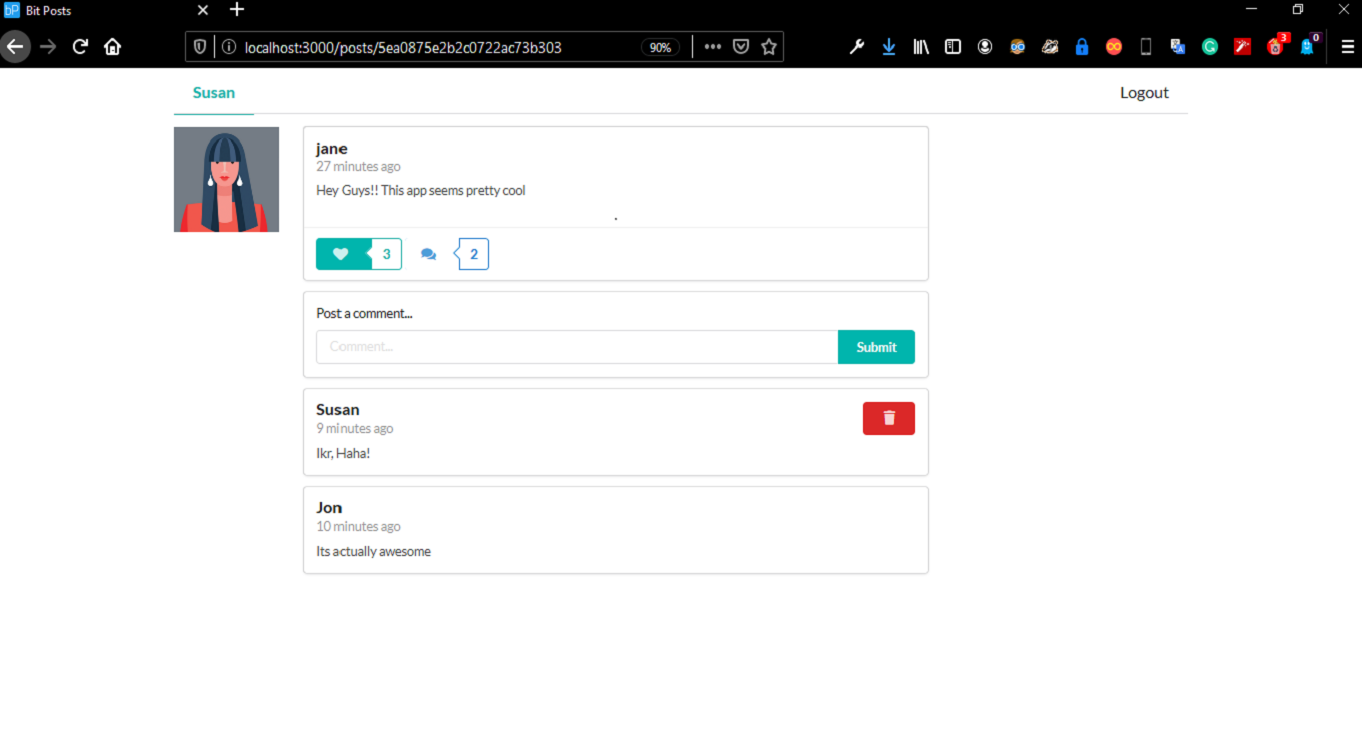 bP Bit Posts
localhost:3000/posts/5ea0875e2b2c0722ac73b303 90%
3 0
Susan Logout
jane
27 minutes ago
Hey Guys!! This app seems pretty cool
3 2
Post a comment...
Comment... Submit
Susan
9 minutes ago
Ikr, Haha!
Jon
10 minutes ago
Its actually awesome